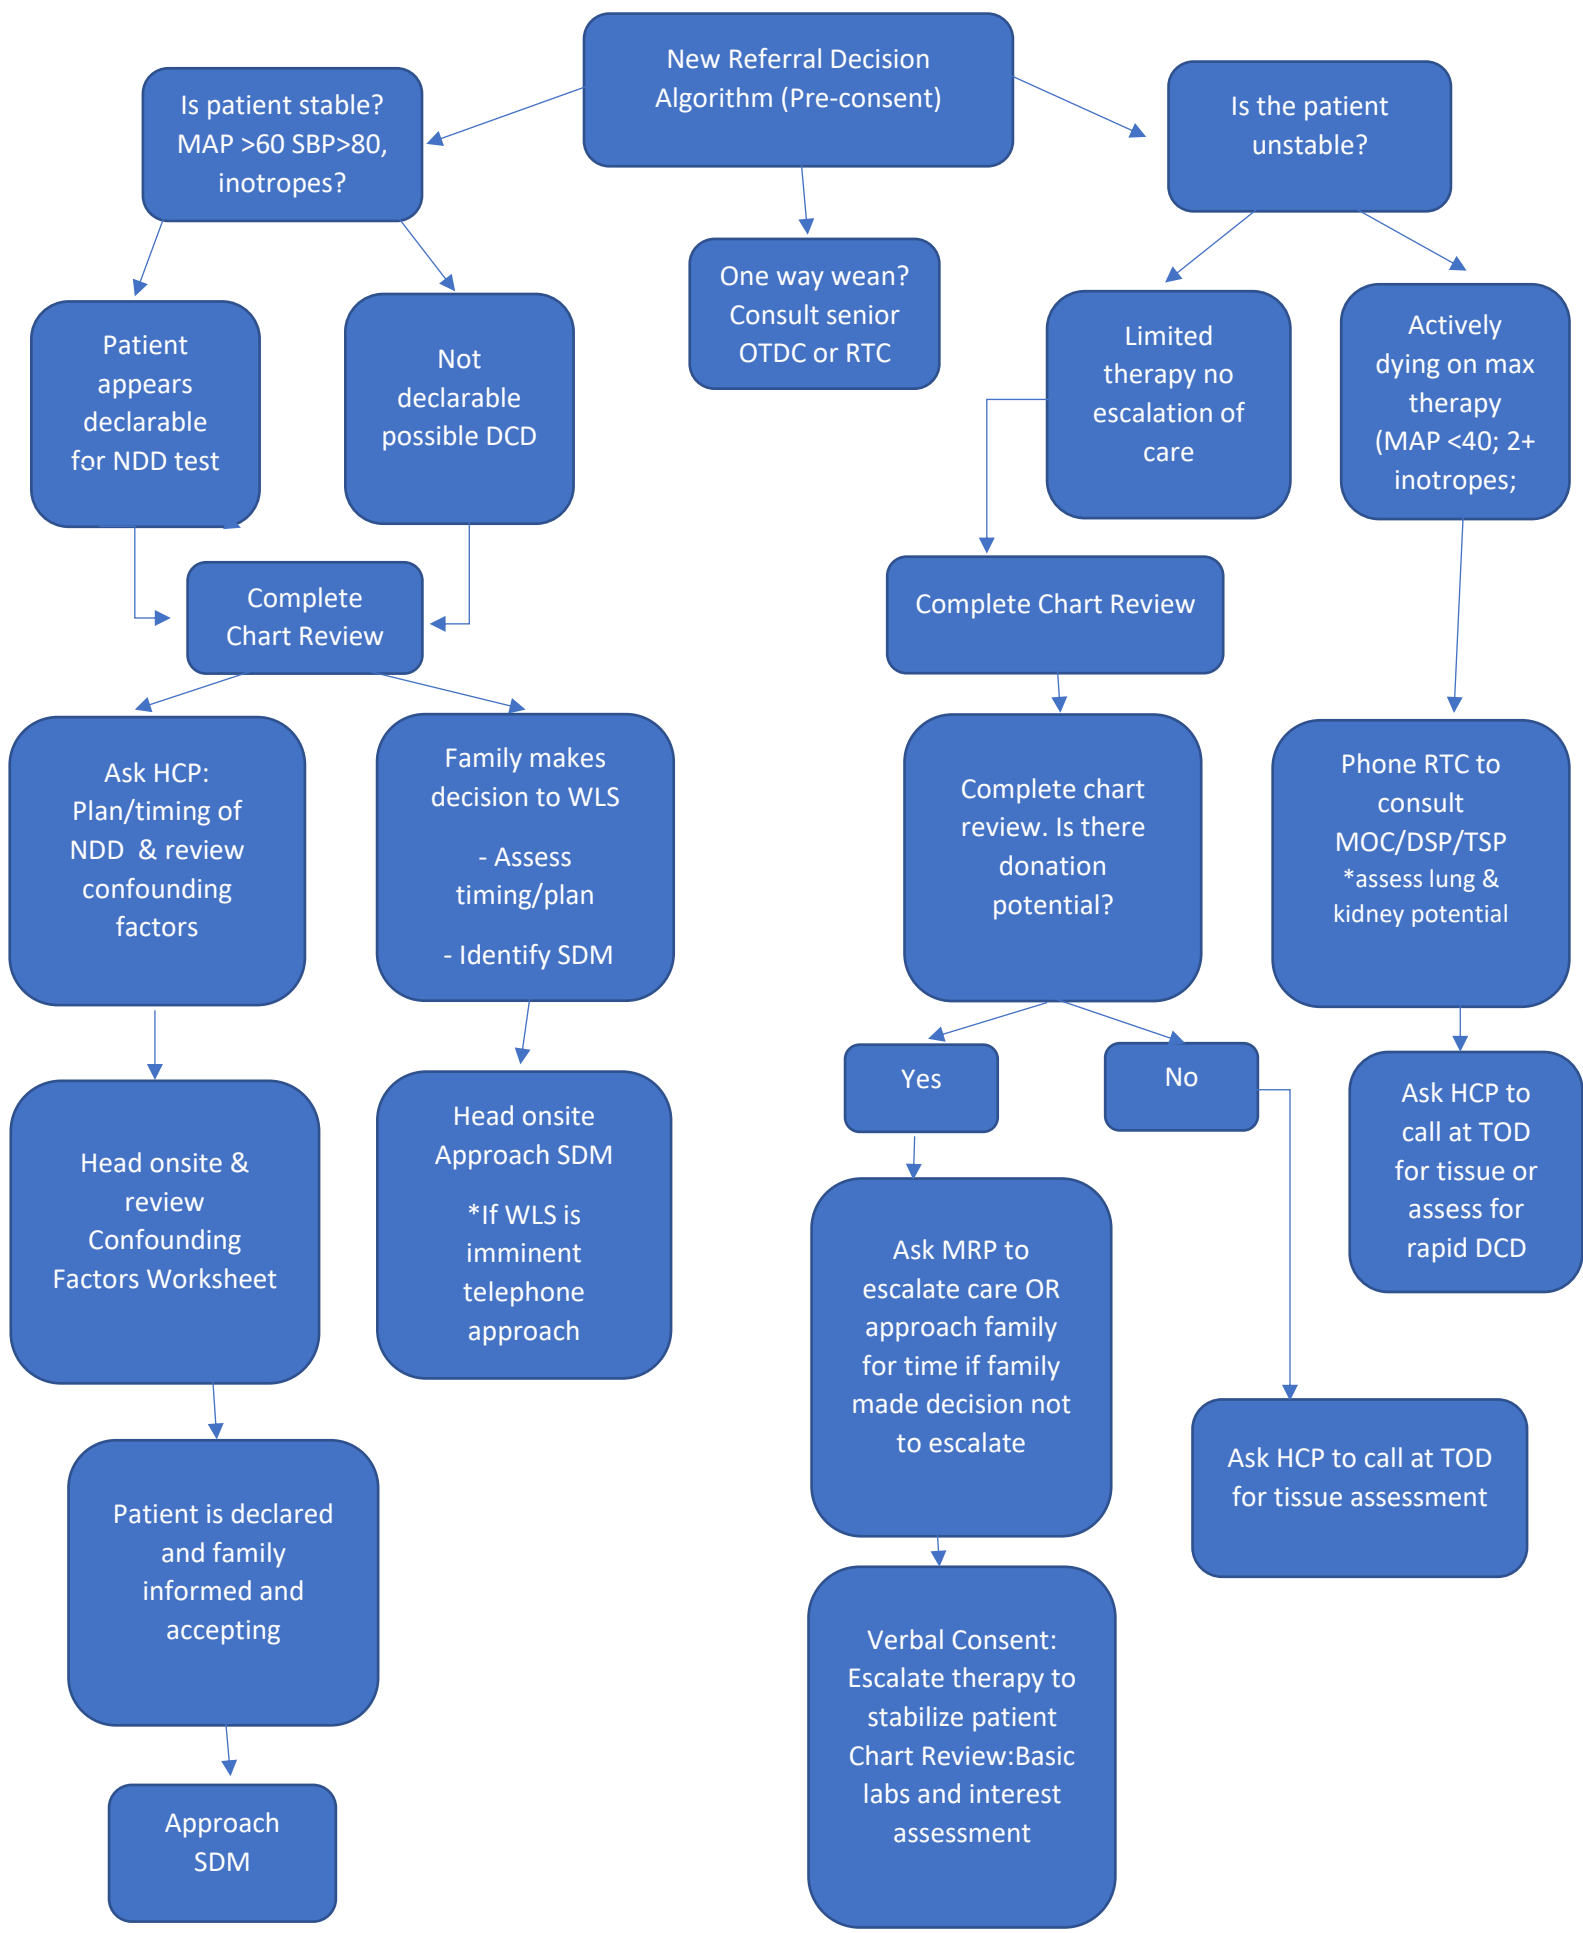 New Referral Decision
Algorithm (Pre-consent)
Is patient stable?
MAP >60 SBP>80,
inotropes?
Is the patient
unstable?
One way wean?
Consult senior
OTDC or RTC
Patient
appears
declarable
for NDD test
Not
declarable
possible DCD
Limited
therapy no
escalation of
care
Actively
dying on max
therapy
(MAP <40; 2+
inotropes;
Complete
Chart Review
Complete Chart Review
Ask HCP:
Plan/timing of
NDD & review
confounding
factors
Family makes
decision to WLS
- Assess
timing/plan
- Identify SDM
Complete chart
review. Is there
donation
potential?
Phone RTC to
consult
MOC/DSP/TSP
*assess lung &
kidney potential
Yes
No
Ask HCP to
call at TOD
for tissue or
assess for
rapid DCD
Head onsite &
review
Confounding
Factors Worksheet
Head onsite
Approach SDM
*If WLS is
imminent
telephone
approach
Ask MRP to
escalate care OR
approach family
for time if family
made decision not
to escalate
Ask HCP to call at TOD
for tissue assessment
Patient is declared
and family
informed and
accepting
Verbal Consent:
Escalate therapy to
stabilize patient
Chart Review:Basic
labs and interest
assessment
Approach
SDM